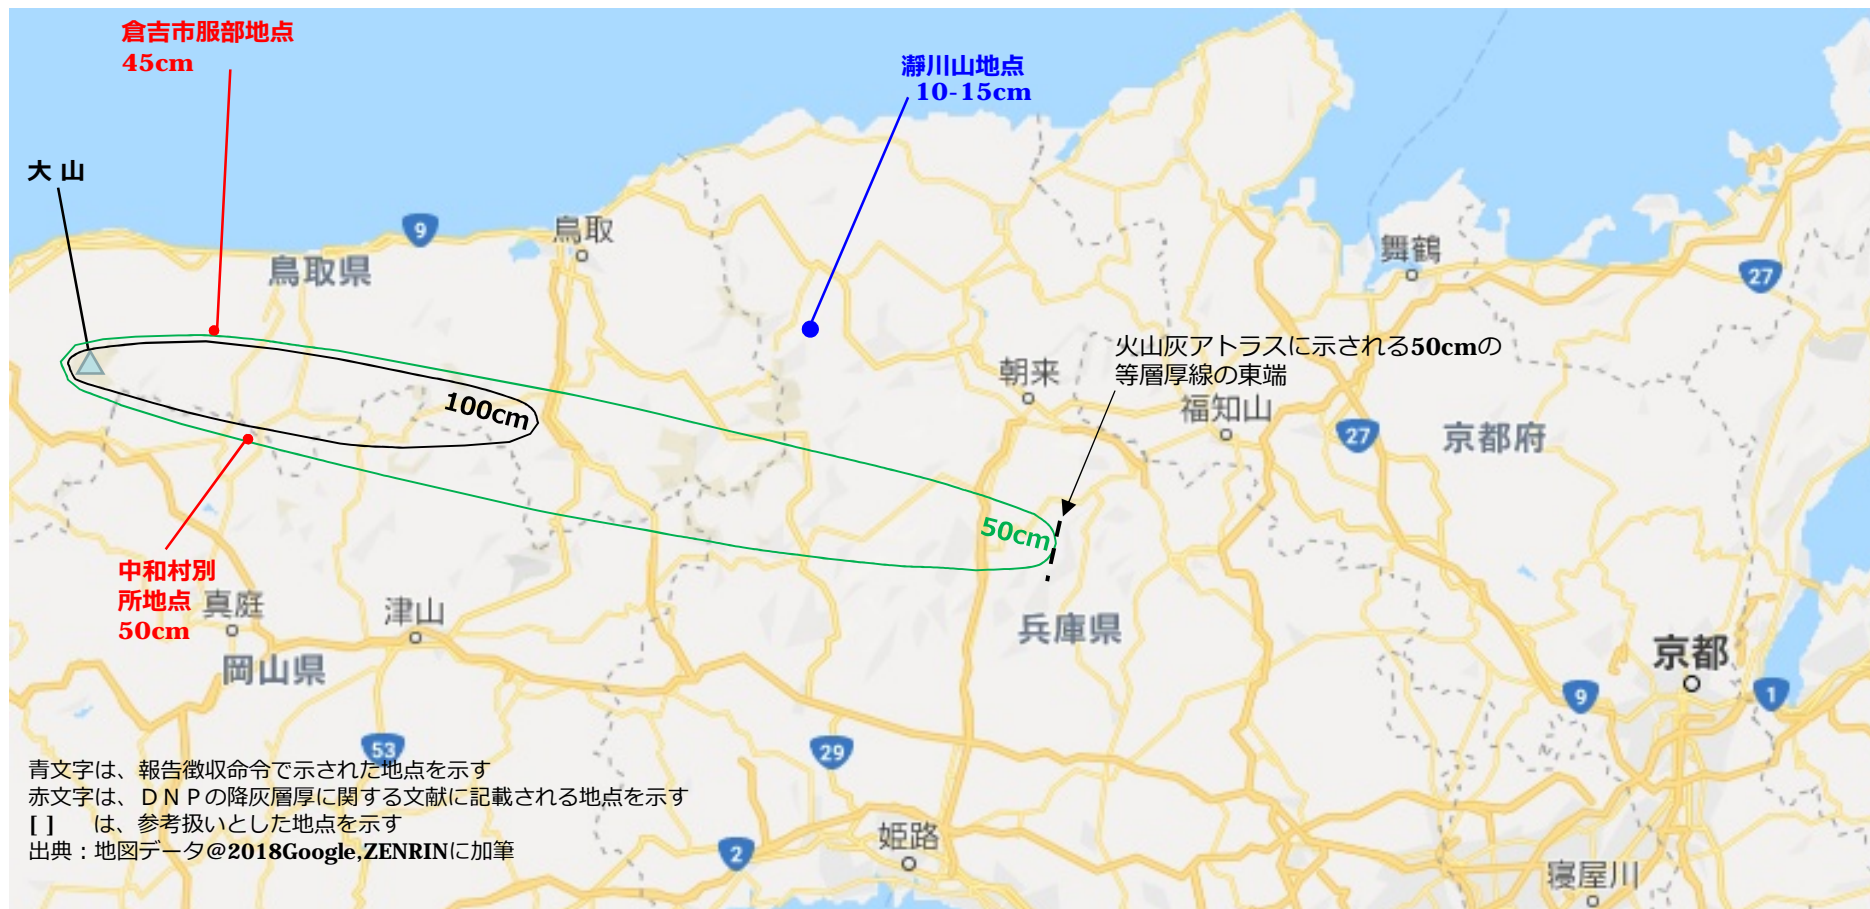 倉吉市服部地点
45cm
瀞川山地点
10-15cm
大 山
9
鳥取
鳥取県
舞鶴
27
火山灰アトラスに示される50cmの
等層厚線の東端
朝来
福知山
100cm
27
京都府
50cm
中和村別
所地点
50cm
真庭
津山
兵庫県
岡山県
京都
9
1
53
29
青文字は、報告徴収命令で示された地点を示す
赤文字は、ＤＮＰの降灰層厚に関する文献に記載される地点を示す
[ ] は、参考扱いとした地点を示す
出典：地図データ@2018Google,ZENRINに加筆
2
姫路
寝屋川